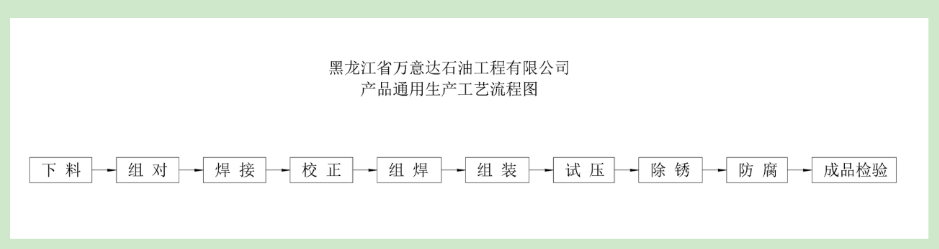 黑龙江省万意达石油工程有限公司
产品通用生产工艺流程图
下料 组对 焊接 校正 组焊 组装 试压 除锈 防腐 成品检验